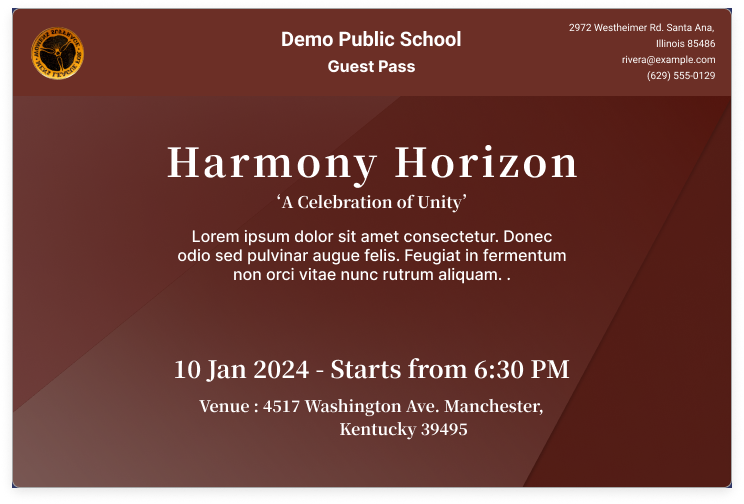 Demo Public School
Guest Pass
2972 Westheimer Rd. Santa Ana,
Illinois 85486
rivera@example.com
(629) 555-0129
Harmony Horizon
‘A Celebration of Unity’
Lorem ipsum dolor sit amet consectetur. Donec
odio sed pulvinar augue felis. Feugiat in fermentum
non orci vitae nunc rutrum aliquam. .
10 Jan 2024 - Starts from 6:30 PM
Venue : 4517 Washington Ave. Manchester,
Kentucky 39495